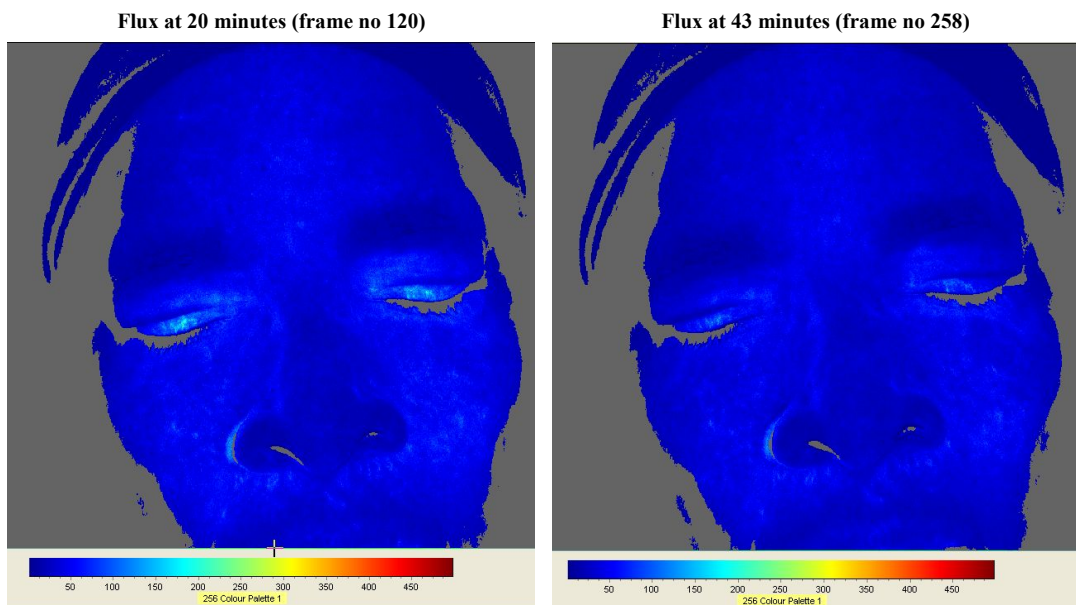 Flux at 20 minutes (frame no 120)
Flux at 43 minutes (frame no 258)
50 100 150 200 250 300 350 400 450
256 Colour Palette 1
50 100 150 200 250 300 350 400 450
256 Colour Palette 1